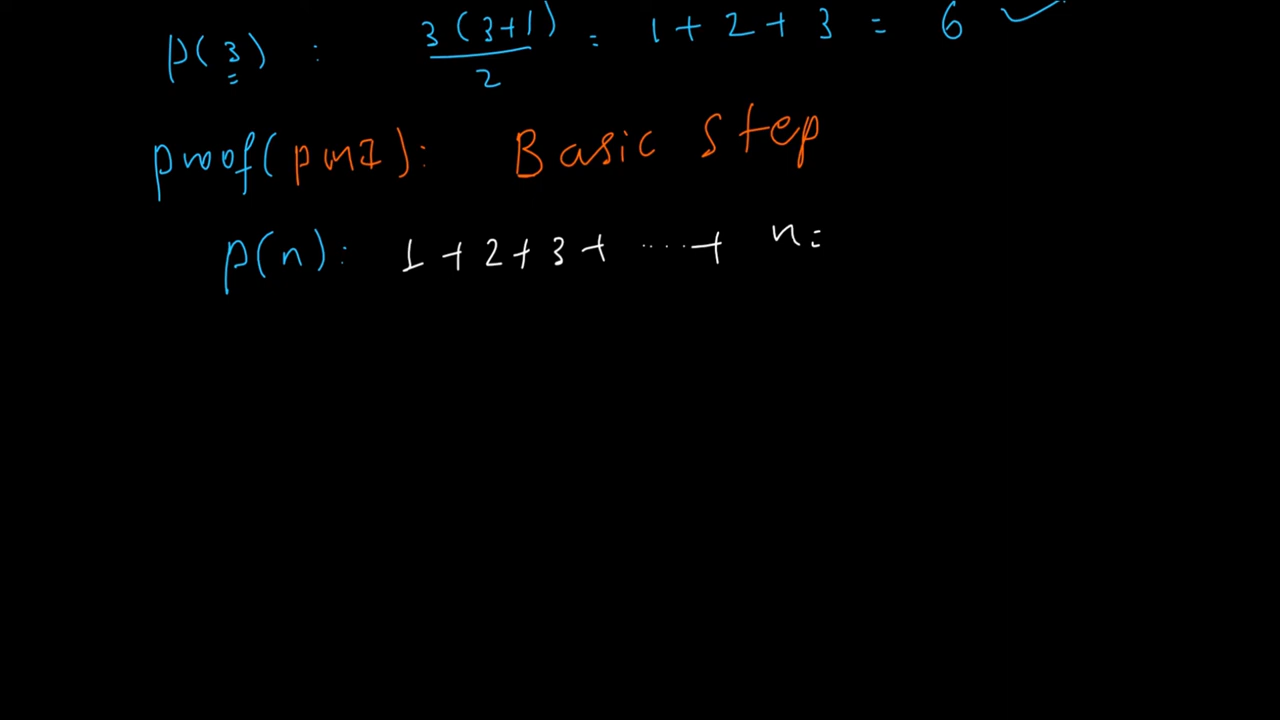 p(3) : 3(3+1)/2 = 1 + 2 + 3 = 6 ✓
proof(pmI): Basic Step
p(n): 1 + 2 + 3 + ..... + n =